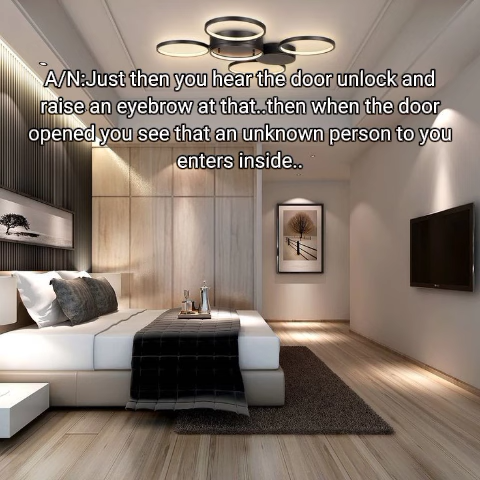 A/N:Just then you hear the door unlock and
raise an eyebrow at that..then when the door
opened you see that an unknown person to you
enters inside..